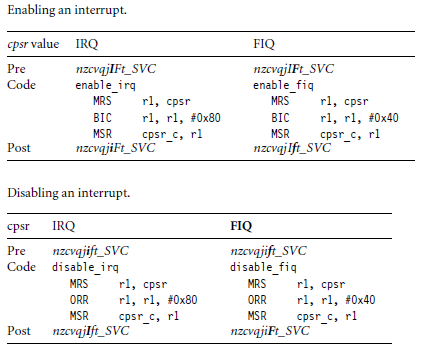 Enabling an interrupt.
cpsr value IRQ FIQ
Pre nzcvqjIFt_SVC nzcvqjIFt_SVC
Code enable_irq enable_fiq
MRS r1, cpsr MRS r1, cpsr
BIC r1, r1, #0x80 BIC r1, r1, #0x40
MSR cpsr_c, r1 MSR cpsr_c, r1
Post nzcvqjiFt_SVC nzcvqjIft_SVC
Disabling an interrupt.
cpsr IRQ FIQ
Pre nzcvqjift_SVC nzcvqjift_SVC
Code disable_irq disable_fiq
MRS r1, cpsr MRS r1, cpsr
ORR r1, r1, #0x80 ORR r1, r1, #0x40
MSR cpsr_c, r1 MSR cpsr_c, r1
Post nzcvqjIft_SVC nzcvqjiFt_SVC